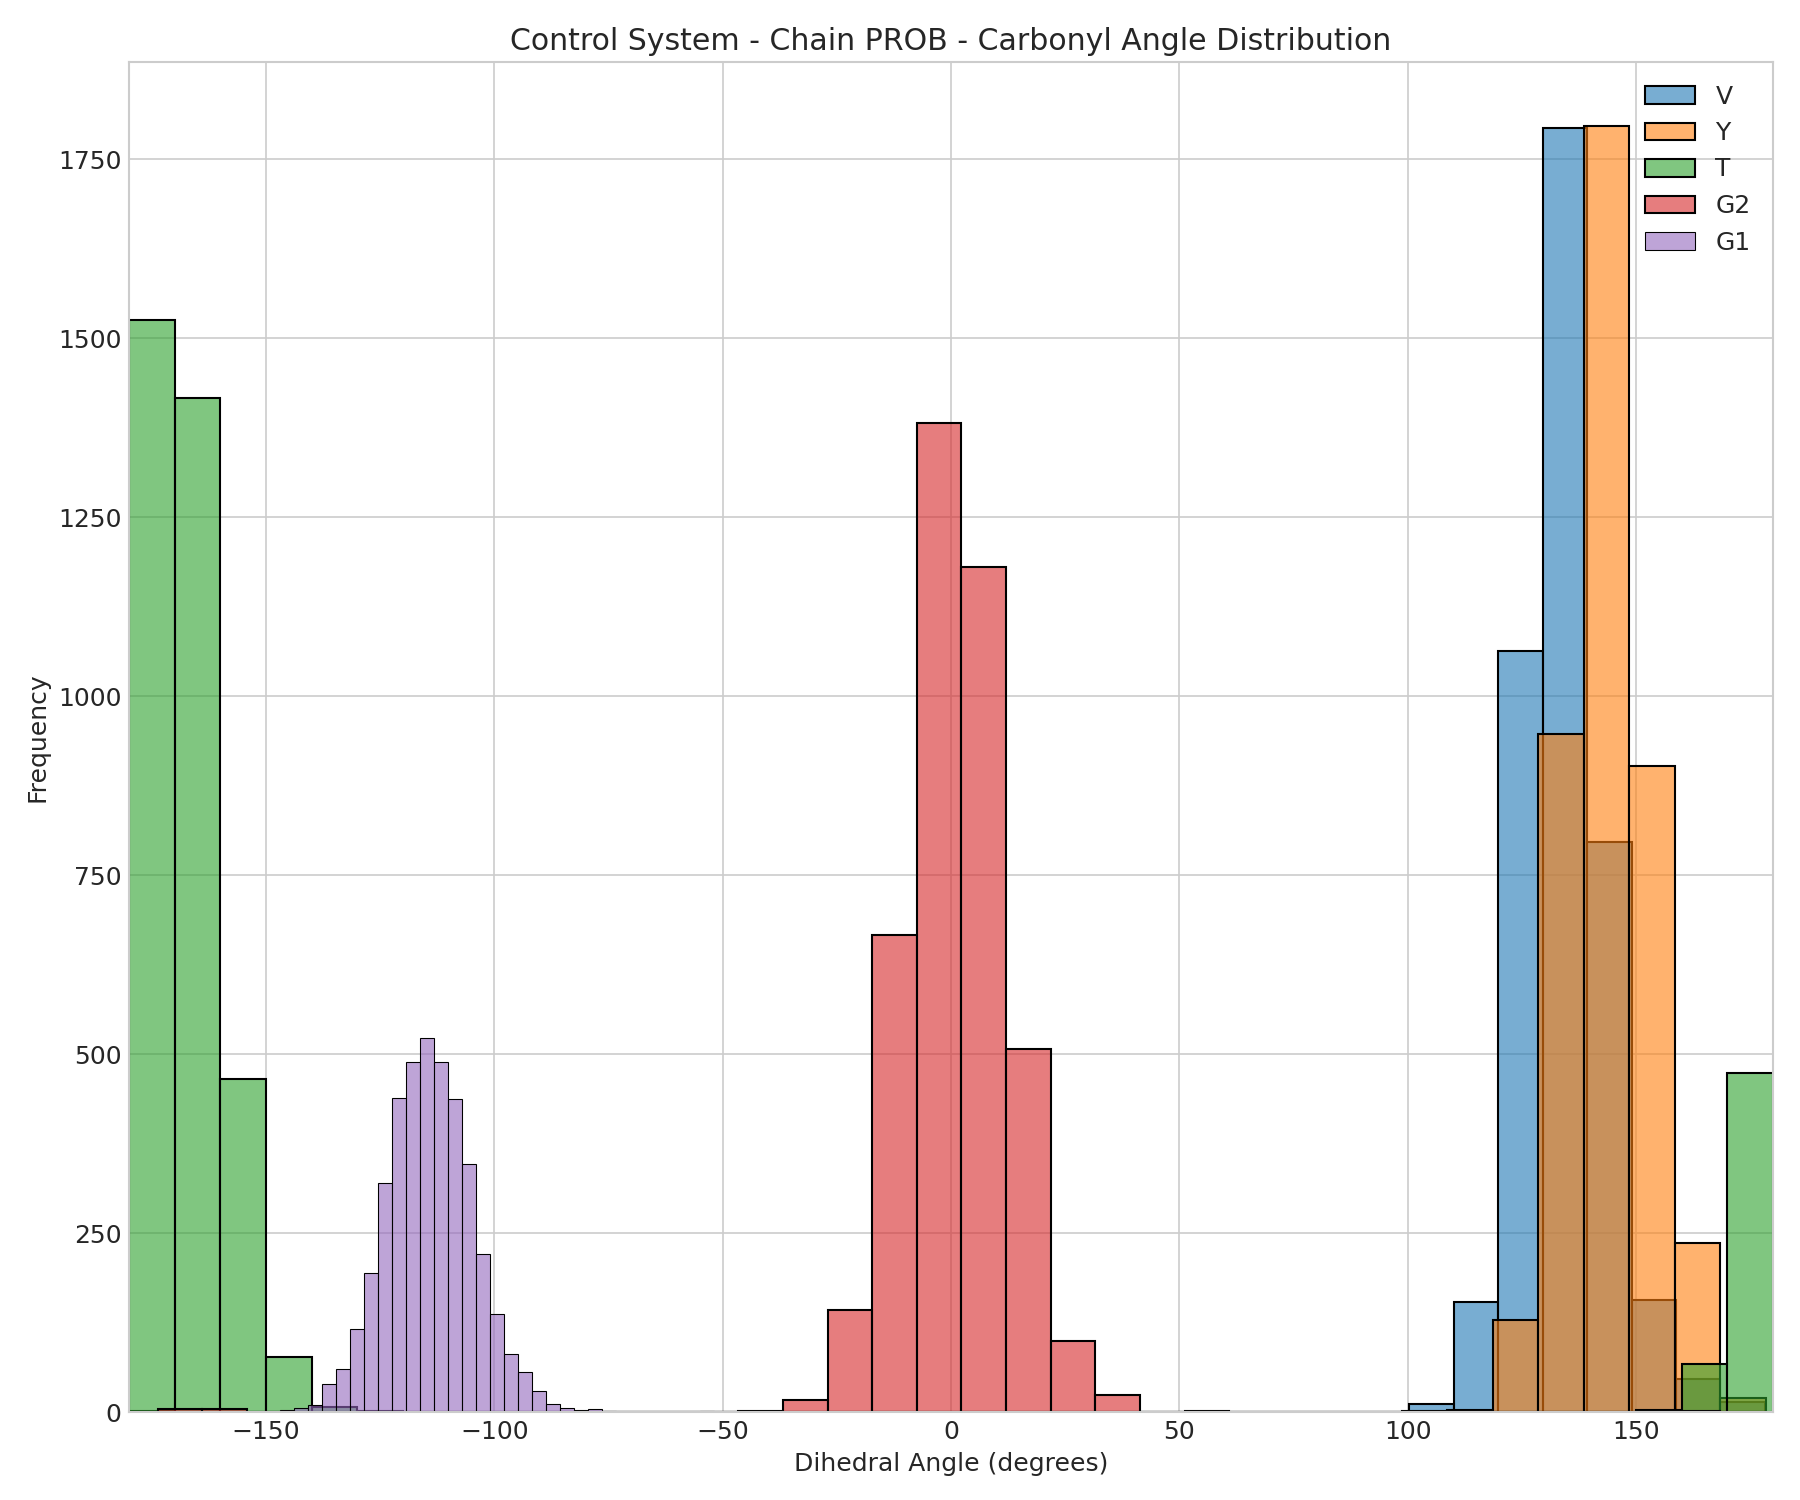 Control System - Chain PROB - Carbonyl Angle Distribution
V
Y
T
G2
G1
1750
1500
1250
1000
750
500
250
0
Frequency
−150
−100
−50
0
50
100
150
Dihedral Angle (degrees)